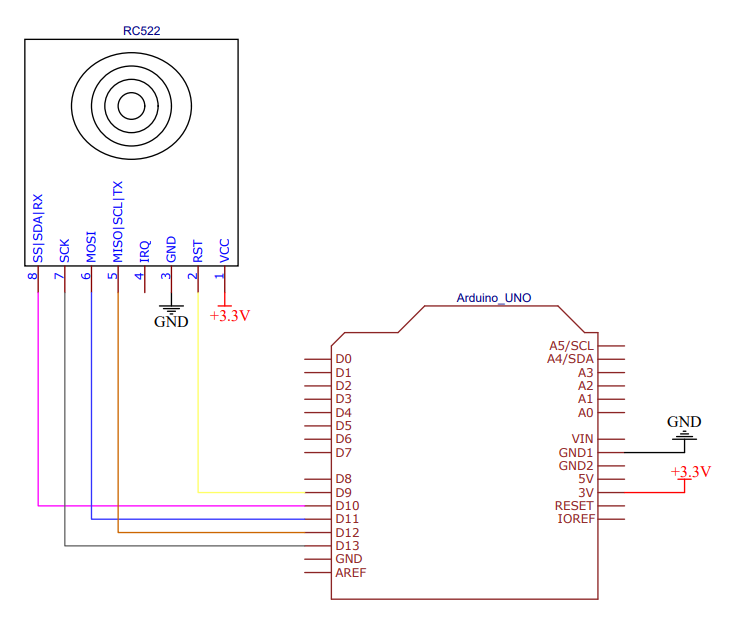 RC522
SS|SDA|RX
SCK
MOSI
MISO|SCL|TX
IRQ
GND
RST
VCC
8
7
6
5
4
3
2
1
GND
+3.3V
Arduino_UNO
D0
D1
D2
D3
D4
D5
D6
D7
D8
D9
D10
D11
D12
D13
GND
AREF
A5/SCL
A4/SDA
A3
A2
A1
A0
VIN
GND1
GND2
5V
3V
RESET
IOREF
GND
+3.3V